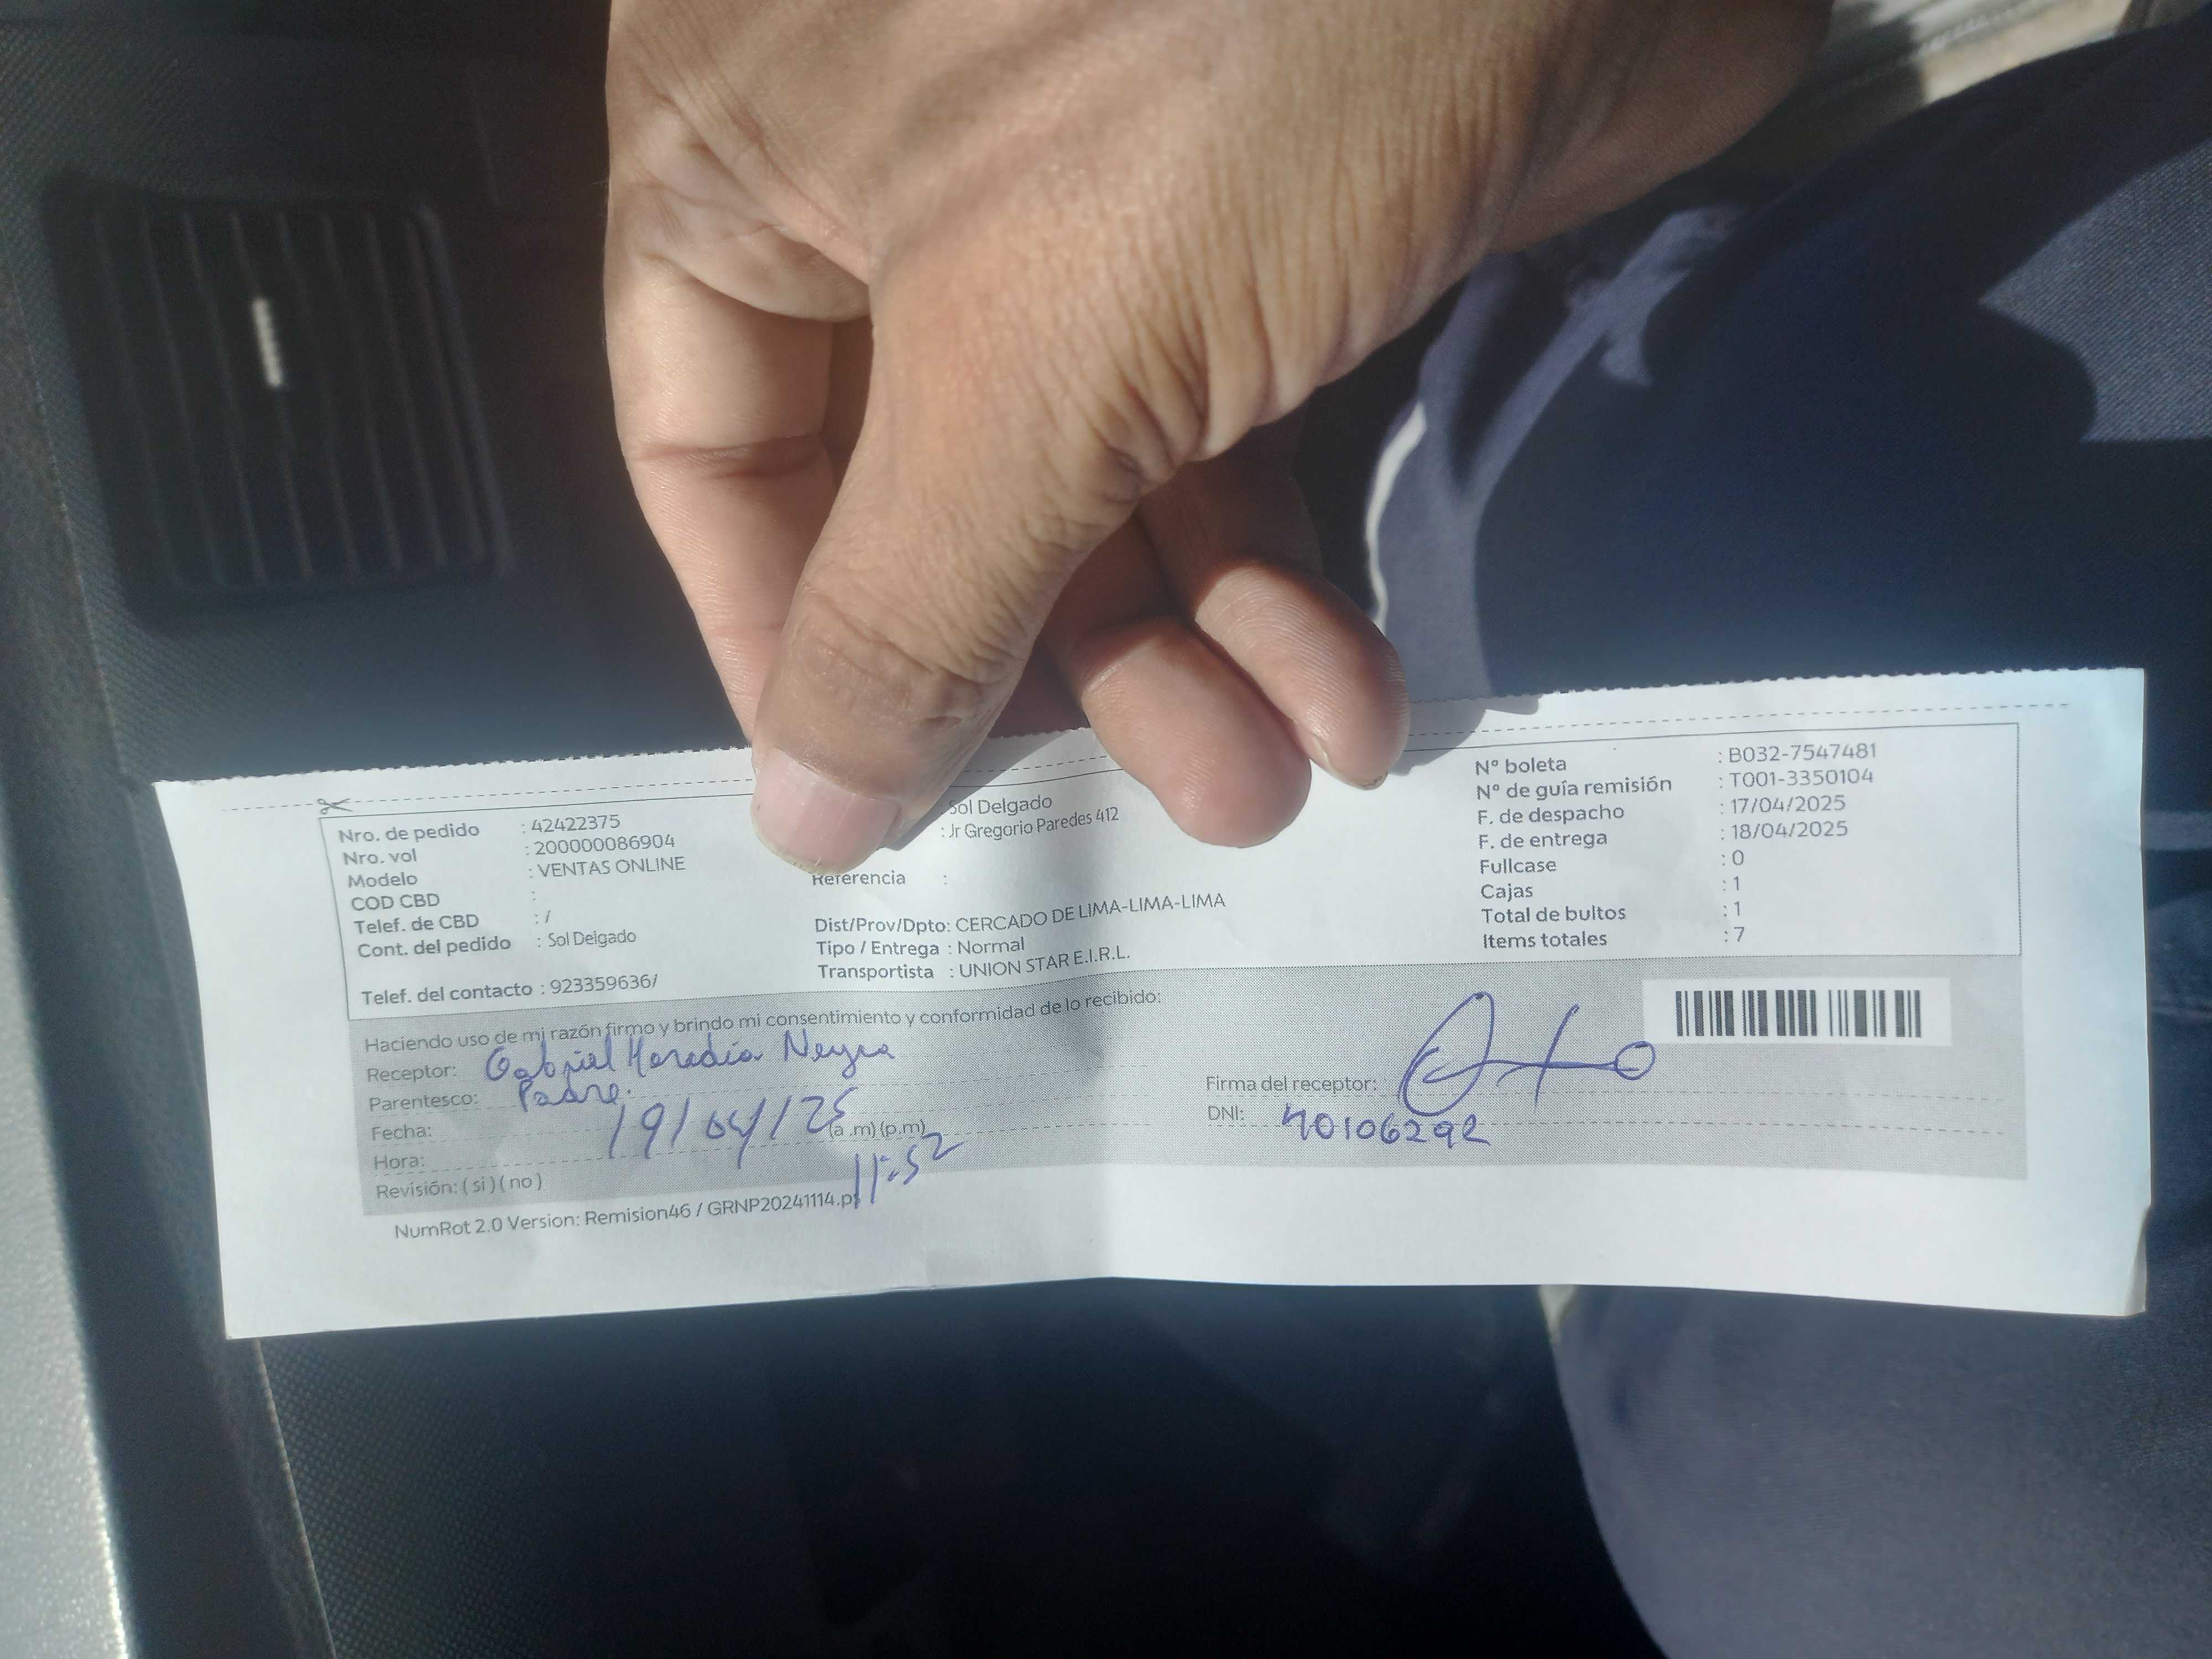 Nro. de pedido : 42422375
Nro. vol : 200000086904
Modelo : VENTAS ONLINE
COD CBD :
Telef. de CBD : /
Cont. del pedido : Sol Delgado
Telef. del contacto : 923359636/
: Sol Delgado
: Jr Gregorio Paredes 412
Referencia :
Dist/Prov/Dpto: CERCADO DE LIMA-LIMA-LIMA
Tipo / Entrega : Normal
Transportista : UNION STAR E.I.R.L.
N° boleta : B032-7547481
N° de guía remisión : T001-3350104
F. de despacho : 17/04/2025
F. de entrega : 18/04/2025
Fullcase : 0
Cajas : 1
Total de bultos : 1
Items totales : 7
Haciendo uso de mi razón firmo y brindo mi consentimiento y conformidad de lo recibido:
Receptor: Gabriel Heredia Neyra
Parentesco: Padre.
Fecha: 19/04/25
Hora: (a .m) (p.m) 11:52
Revisión: ( si ) ( no )
Firma del receptor:
DNI: 40106292
NumRot 2.0 Version: Remision46 / GRNP20241114.p